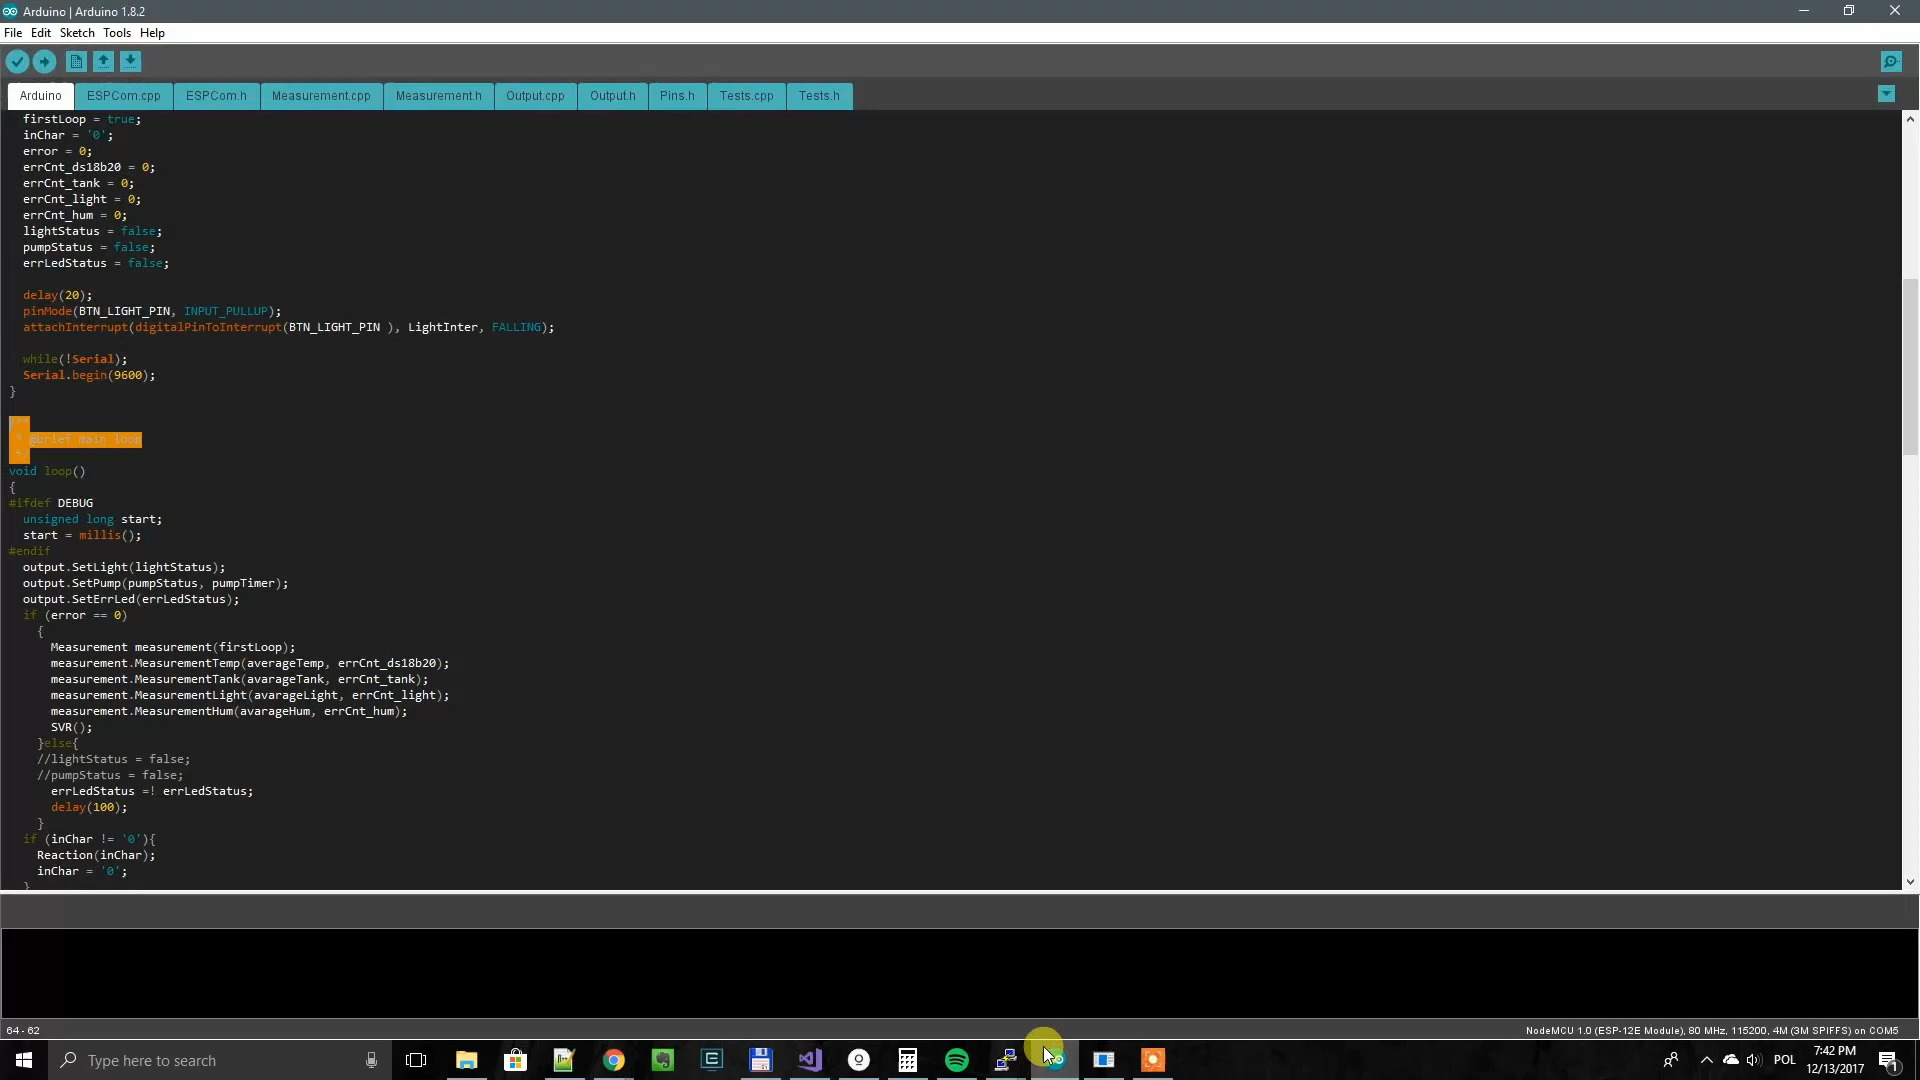 Arduino | Arduino 1.8.2
File Edit Sketch Tools Help
Arduino ESPCom.cpp ESPCom.h Measurement.cpp Measurement.h Output.cpp Output.h Pins.h Tests.cpp Tests.h
firstLoop = true;
inChar = '0';
error = 0;
errCnt_ds18b20 = 0;
errCnt_tank = 0;
errCnt_light = 0;
errCnt_hum = 0;
lightStatus = false;
pumpStatus = false;
errLedStatus = false;
delay(20);
pinMode(BTN_LIGHT_PIN, INPUT_PULLUP);
attachInterrupt(digitalPinToInterrupt(BTN_LIGHT_PIN ), LightInter, FALLING);
while(!Serial);
Serial.begin(9600);
}
/**
* @brief main loop
*/
void loop()
{
#ifdef DEBUG
unsigned long start;
start = millis();
#endif
output.SetLight(lightStatus);
output.SetPump(pumpStatus, pumpTimer);
output.SetErrLed(errLedStatus);
if (error == 0)
{
Measurement measurement(firstLoop);
measurement.MeasurementTemp(averageTemp, errCnt_ds18b20);
measurement.MeasurementTank(avarageTank, errCnt_tank);
measurement.MeasurementLight(avarageLight, errCnt_light);
measurement.MeasurementHum(avarageHum, errCnt_hum);
SVR();
}else{
//lightStatus = false;
//pumpStatus = false;
errLedStatus =! errLedStatus;
delay(100);
}
if (inChar != '0'){
Reaction(inChar);
inChar = '0';
}
64 - 62
NodeMCU 1.0 (ESP-12E Module), 80 MHz, 115200, 4M (3M SPIFFS) on COM5
Type here to search
POL
7:42 PM
12/13/2017
1